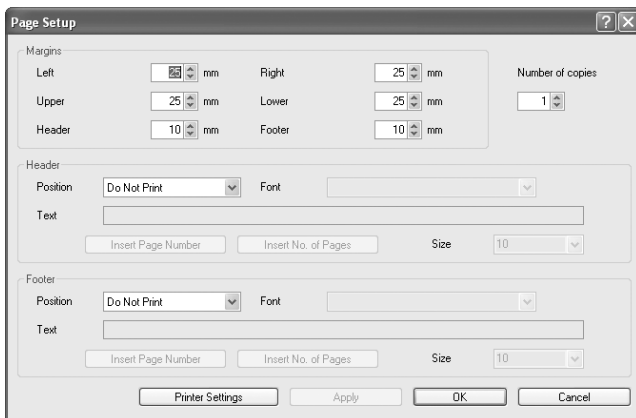 Page Setup
Margins
Left 25 mm Right 25 mm Number of copies
Upper 25 mm Lower 25 mm 1
Header 10 mm Footer 10 mm
Header
Position Do Not Print Font
Text
Insert Page Number Insert No. of Pages Size 10
Footer
Position Do Not Print Font
Text
Insert Page Number Insert No. of Pages Size 10
Printer Settings Apply OK Cancel